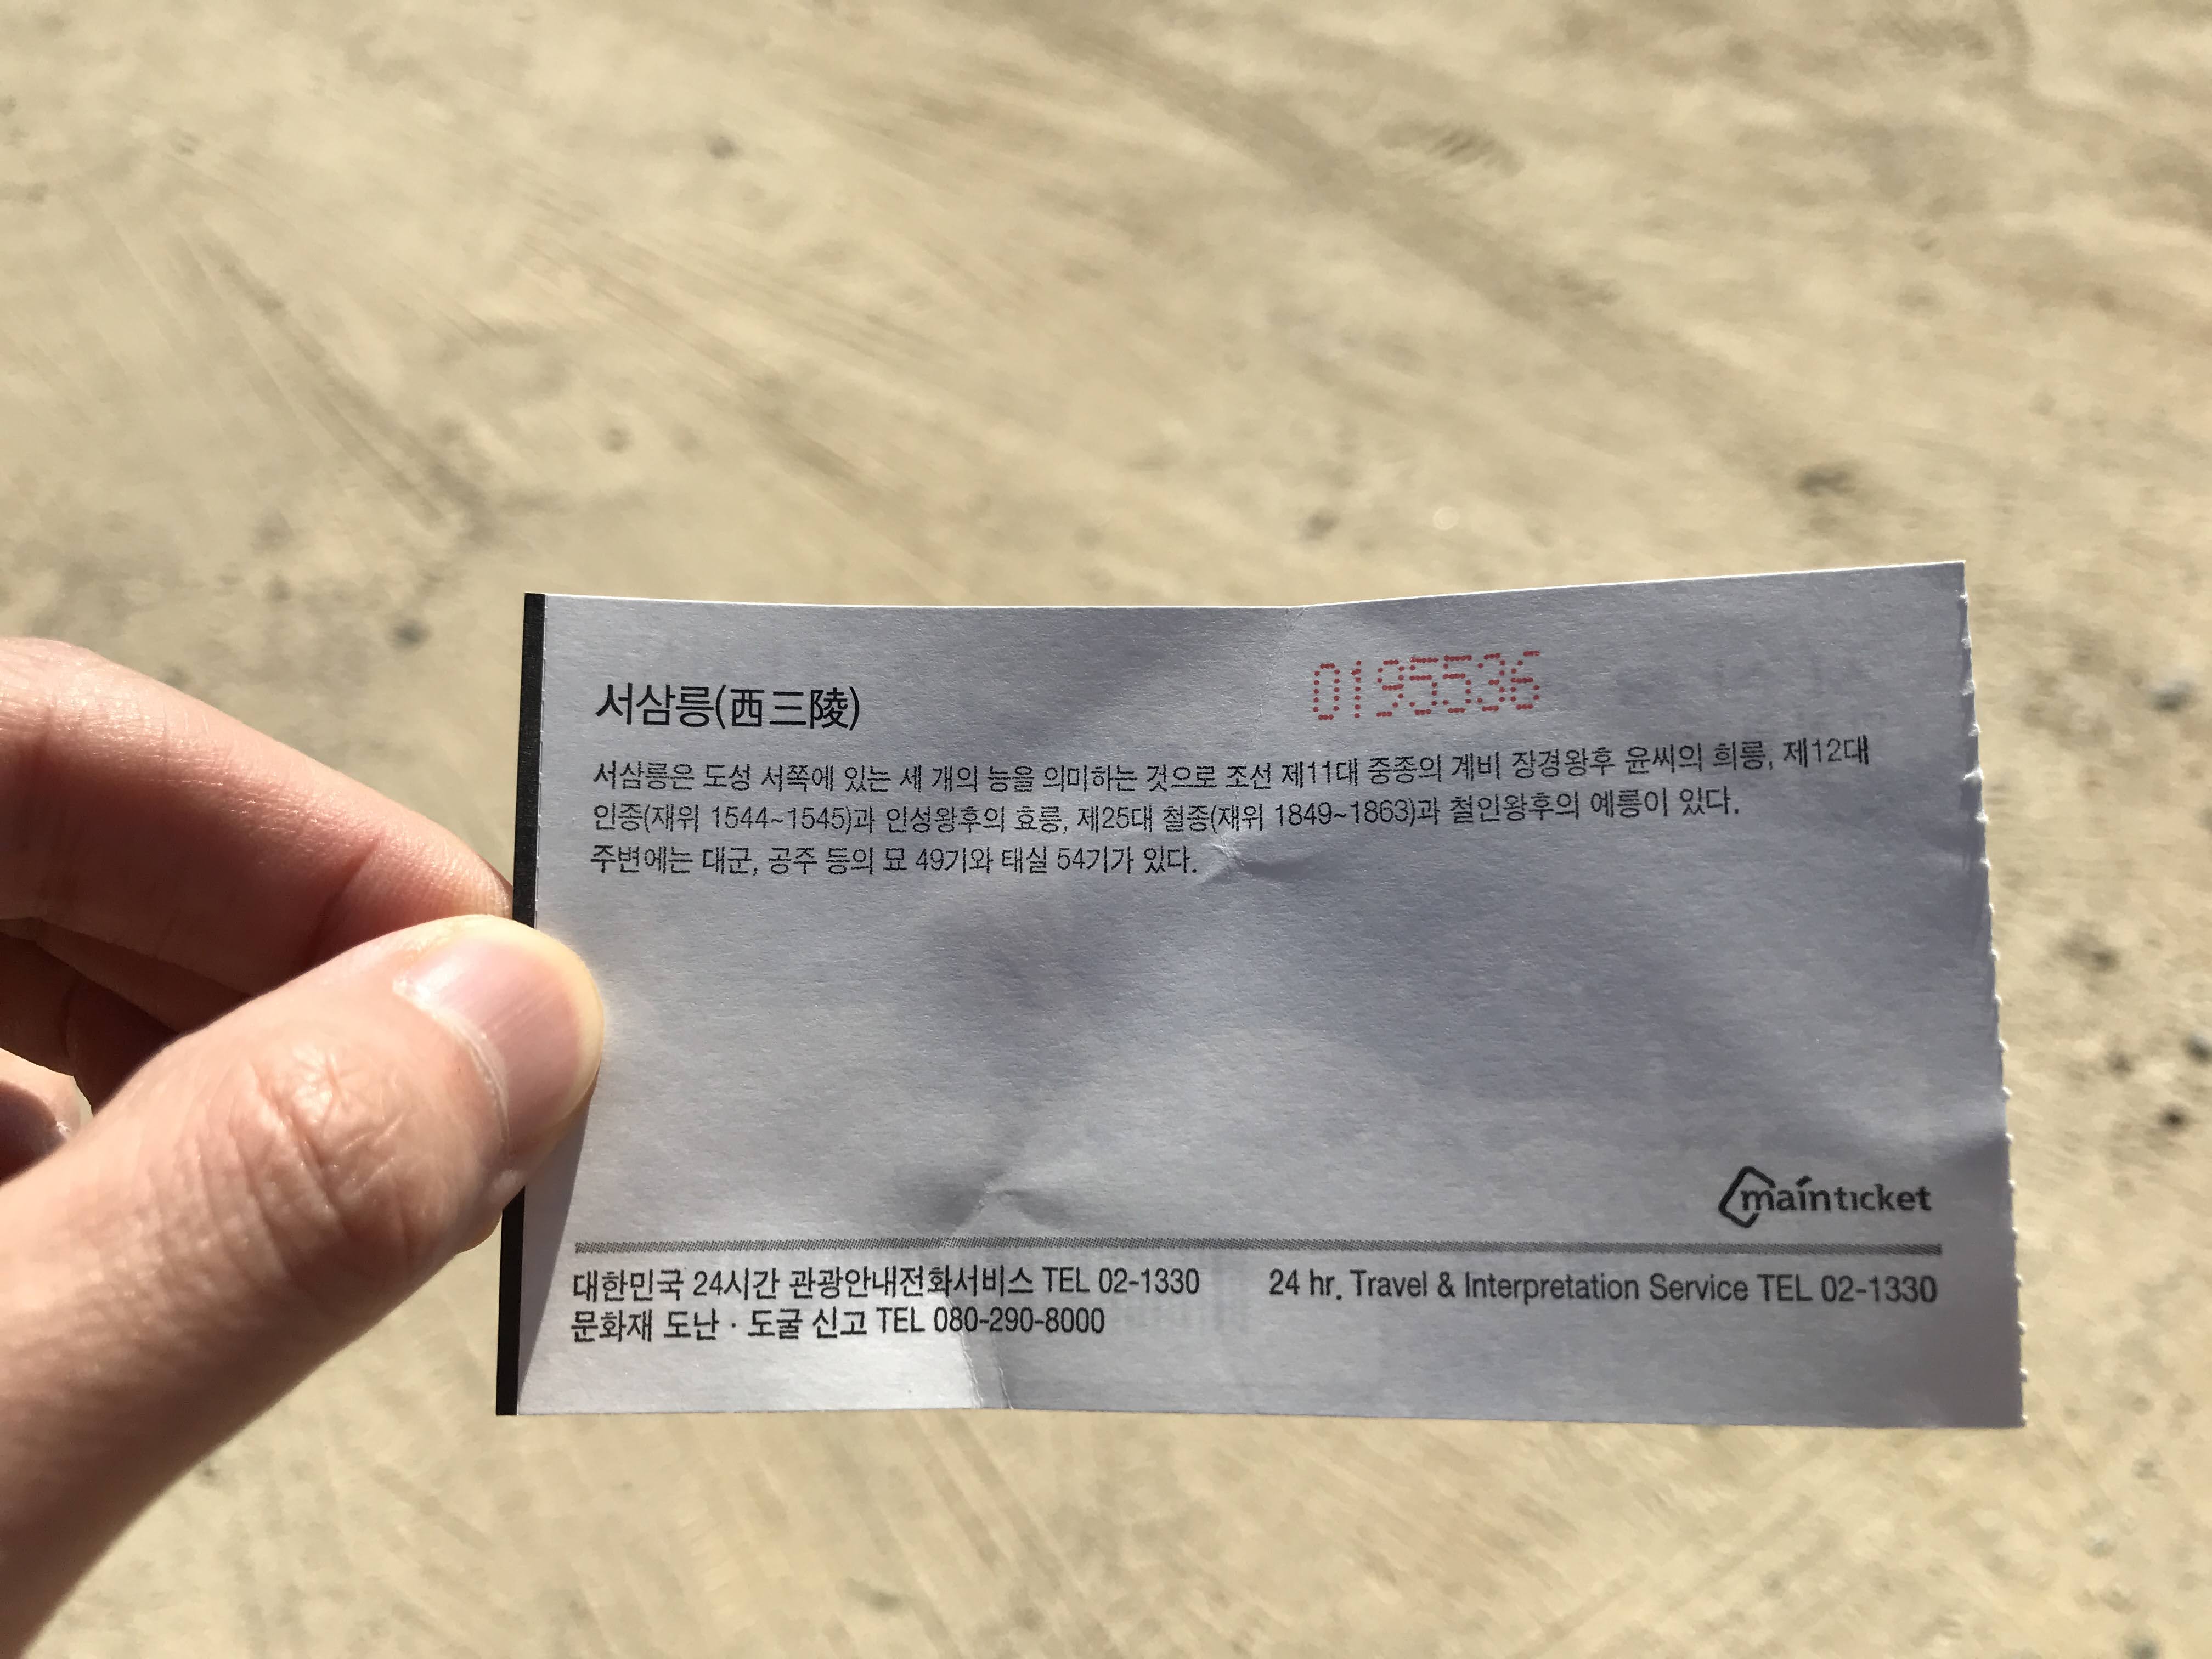 서삼릉(西三陵)
0195536
서삼릉은 도성 서쪽에 있는 세 개의 능을 의미하는 것으로 조선 제11대 중종의 계비 장경왕후 윤씨의 희릉, 제12대
인종(재위 1544~1545)과 인성왕후의 효릉, 제25대 철종(재위 1849~1863)과 철인왕후의 예릉이 있다.
주변에는 대군, 공주 등의 묘 49기와 태실 54기가 있다.
mainticket
대한민국 24시간 관광안내전화서비스 TEL 02-1330
24 hr. Travel & Interpretation Service TEL 02-1330
문화재 도난 · 도굴 신고 TEL 080-290-8000